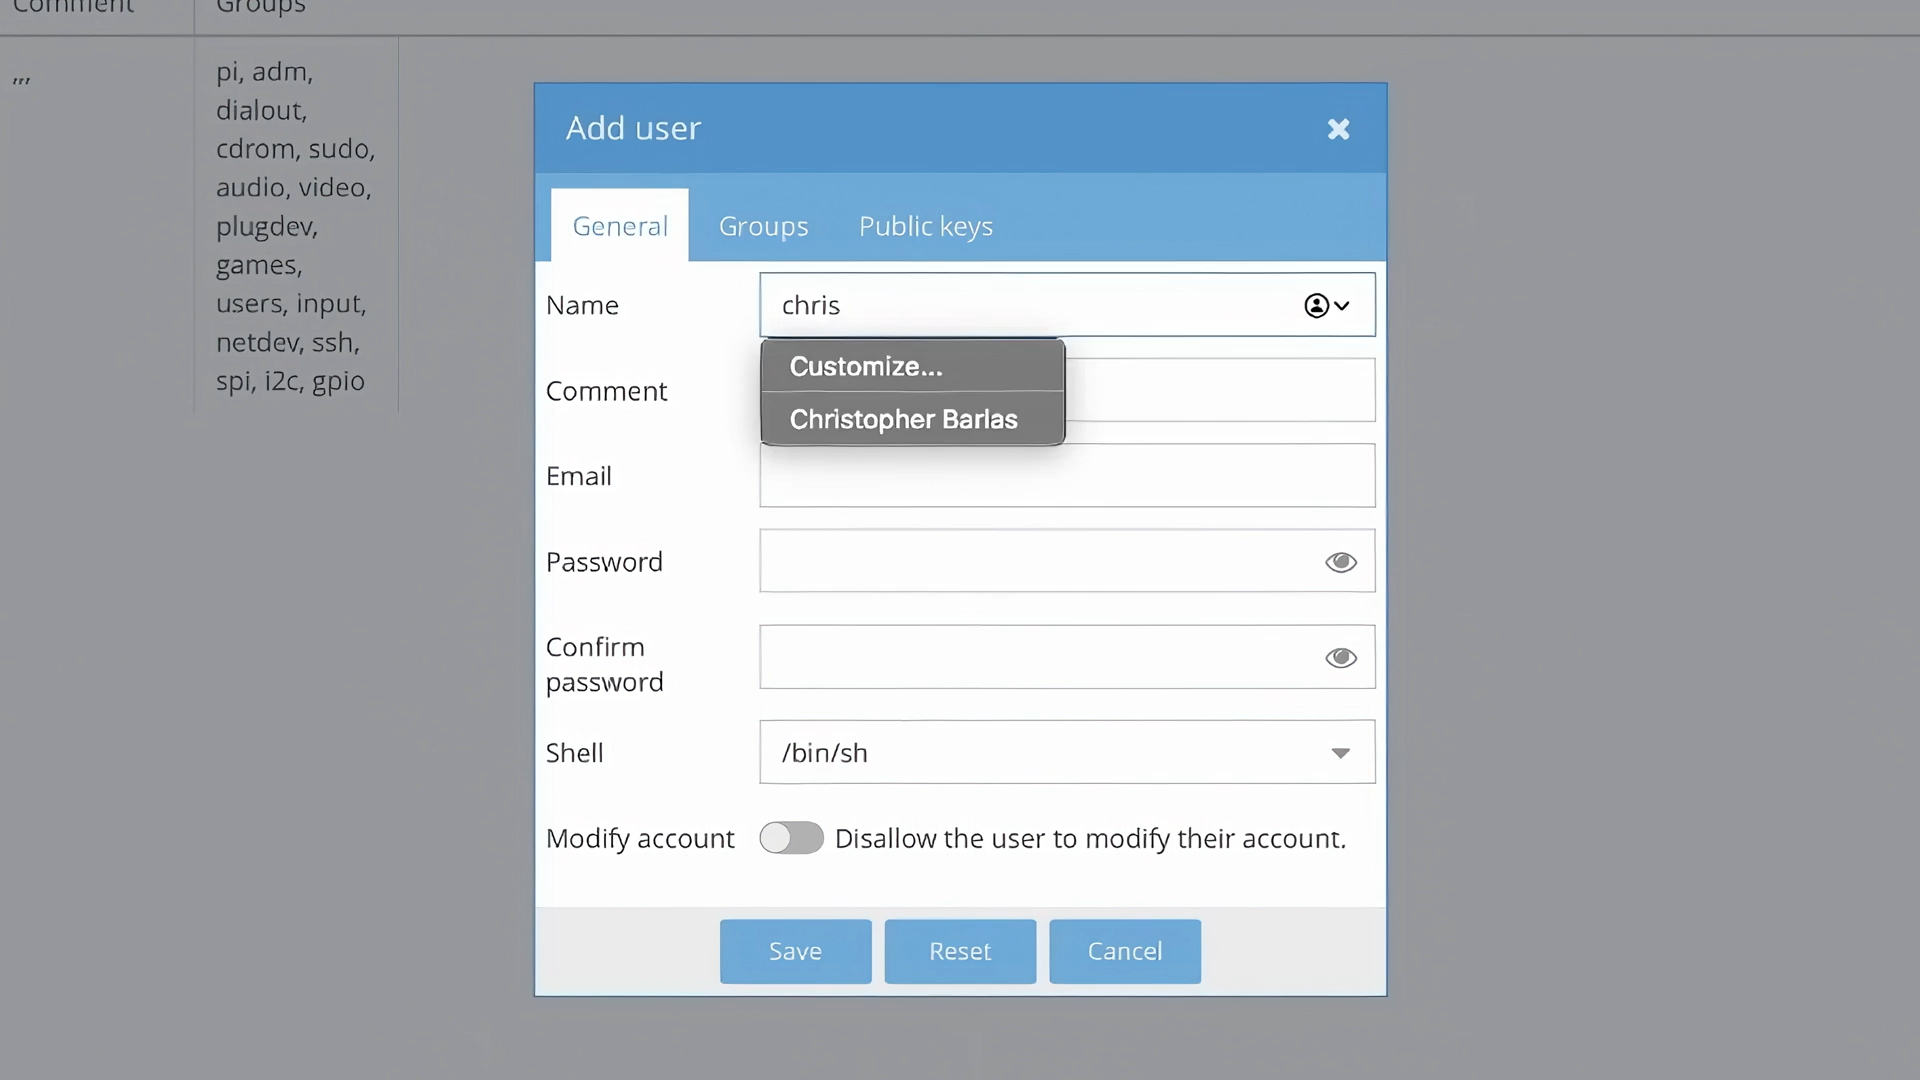 Comment Groups
,,,
pi, adm,
dialout,
cdrom, sudo,
audio, video,
plugdev,
games,
users, input,
netdev, ssh,
spi, i2c, gpio
Add user
General Groups Public keys
Name chris
Customize...
Christopher Barlas
Comment
Email
Password
Confirm
password
Shell /bin/sh
Modify account Disallow the user to modify their account.
Save Reset Cancel